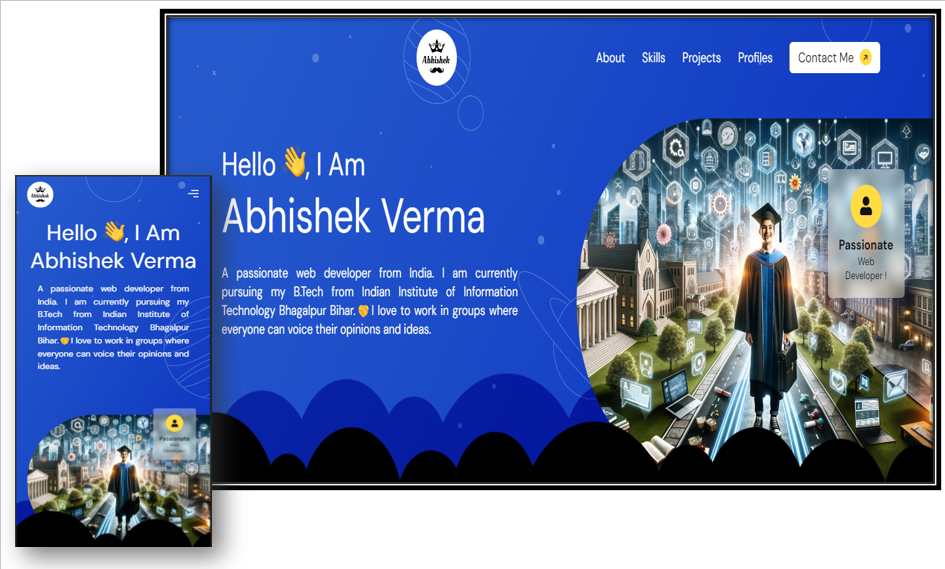 Abhishek
About Skills Projects Profiles Contact Me
Hello 👋, I Am
Abhishek Verma
A passionate web developer from India. I am currently
pursuing my B.Tech from Indian Institute of Information
Technology Bhagalpur Bihar. I love to work in groups where
everyone can voice their opinions and ideas.
Passionate
Web
Developer !
Abhishek
Hello 👋, I Am
Abhishek Verma
A passionate web developer from
India. I am currently pursuing my
B.Tech from Indian Institute of
Information Technology Bhagalpur
Bihar. I love to work in groups where
everyone can voice their opinions and
ideas.
Passionate